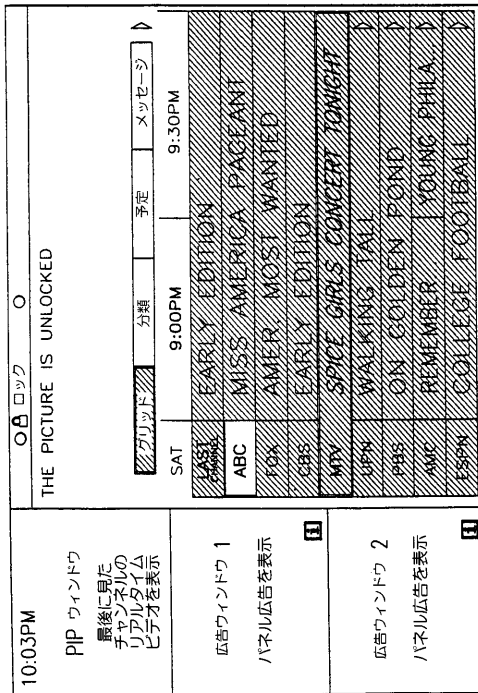 10:03PM
PIP ウィンドウ
最後に見た
チャンネルの
リアルタイム
ビデオを表示
広告ウィンドウ 1
パネル広告を表示
i
広告ウィンドウ 2
パネル広告を表示
i
ロック
THE PICTURE IS UNLOCKED
グリッド 分類 予定 メッセージ
SAT 9:00PM 9:30PM
LAST CHANNEL EARLY EDITION
ABC MISS AMERICA PAGEANT
FOX AMER. MOST WANTED
CBS EARLY EDITION
MTV SPICE GIRLS CONCERT TONIGHT
UPN WALKING TALL
PBS ON GOLDEN POND
AMC REMEMBER YOUNG PHILA...
ESPN COLLEGE FOOTBALL